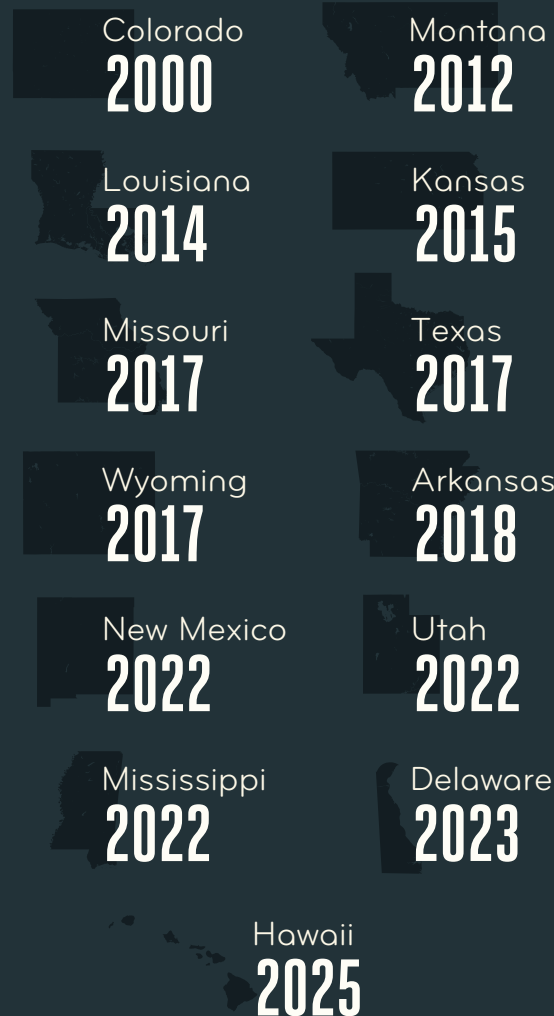 Colorado
2000
Montana
2012
Louisiana
2014
Kansas
2015
Missouri
2017
Texas
2017
Wyoming
2017
Arkansas
2018
New Mexico
2022
Utah
2022
Mississippi
2022
Delaware
2023
Hawaii
2025